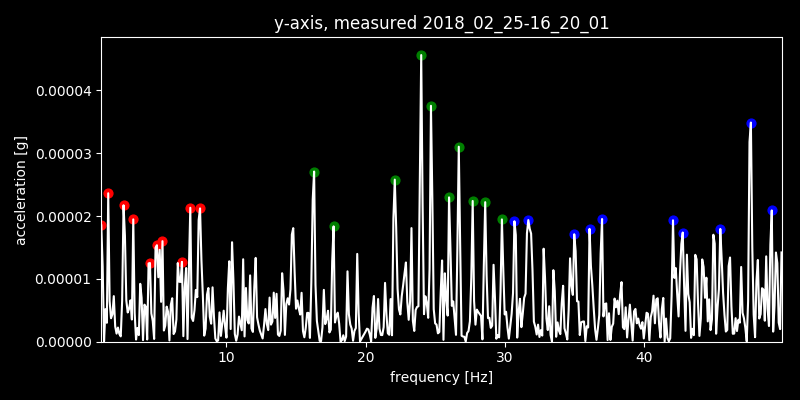 y-axis, measured 2018_02_25-16_20_01
0.00004
0.00003
0.00002
0.00001
0.00000
acceleration [g]
10 20 30 40
frequency [Hz]